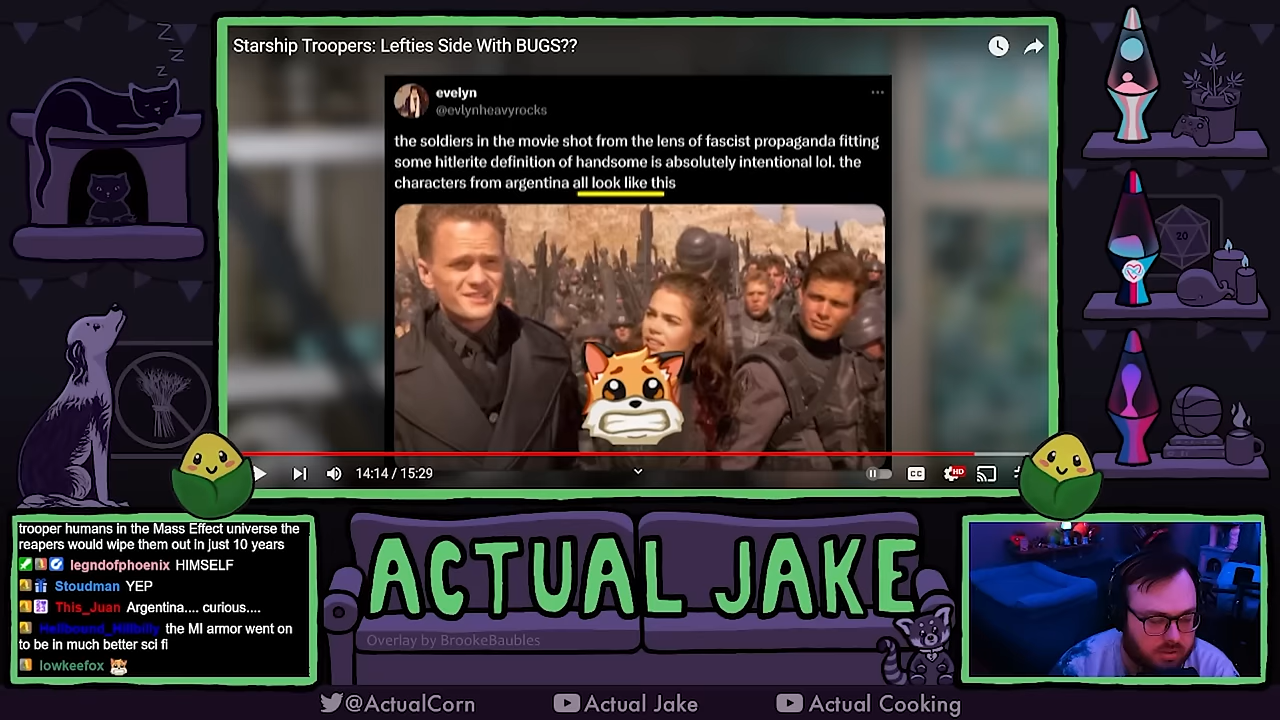 Starship Troopers: Lefties Side With BUGS??
evelyn
@evlynheavyrocks
the soldiers in the movie shot from the lens of fascist propaganda fitting
some hitlerite definition of handsome is absolutely intentional lol. the
characters from argentina all look like this
20
14:14 / 15:29
CC
HD
trooper humans in the Mass Effect universe the
reapers would wipe them out in just 10 years
legndofphoenix HIMSELF
Stoudman YEP
This_Juan Argentina.... curious....
Hellbound_Hillbilly the MI armor went on
to be in much better sci fi
lowkeefox
ACTUAL JAKE
Overlay by BrookeBaubles
@ActualCorn
Actual Jake
Actual Cooking
Z
Z
Z